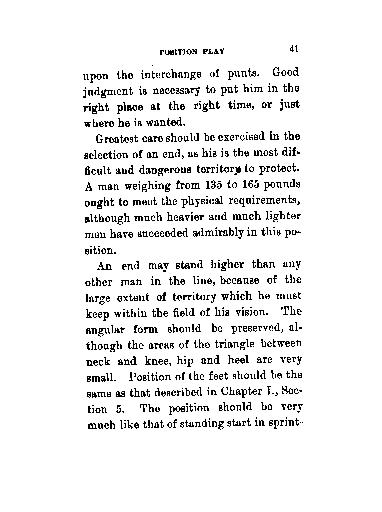 POSITION PLAY 41
upon the interchange of punts. Good
judgment is necessary to put him in the
right place at the right time, or just
where he is wanted.
Greatest care should be exercised in the
selection of an end, as his is the most dif-
ficult and dangerous territory to protect.
A man weighing from 135 to 165 pounds
ought to meet the physical requirements,
although much heavier and much lighter
men have succeeded admirably in this po-
sition.
An end may stand higher than any
other man in the line, because of the
large extent of territory which he must
keep within the field of his vision. The
angular form should be preserved, al-
though the areas of the triangle between
neck and knee, hip and heel are very
small. Position of the feet should be the
same as that described in Chapter I., Sec-
tion 5. The position should be very
much like that of standing start in sprint-